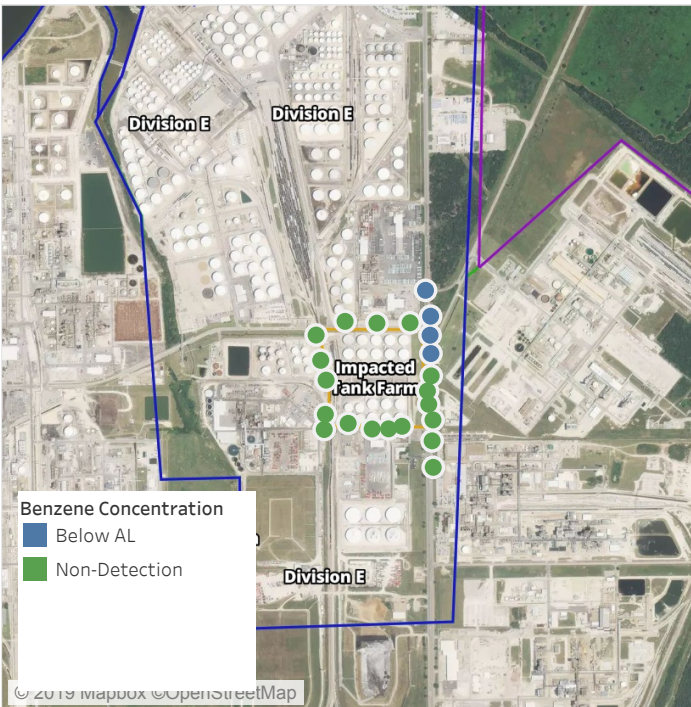 Division E
Division E
Impacted
Tank Farm
Benzene Concentration
Below AL
Non-Detection
Division E
© 2019 Mapbox ©OpenStreetMap